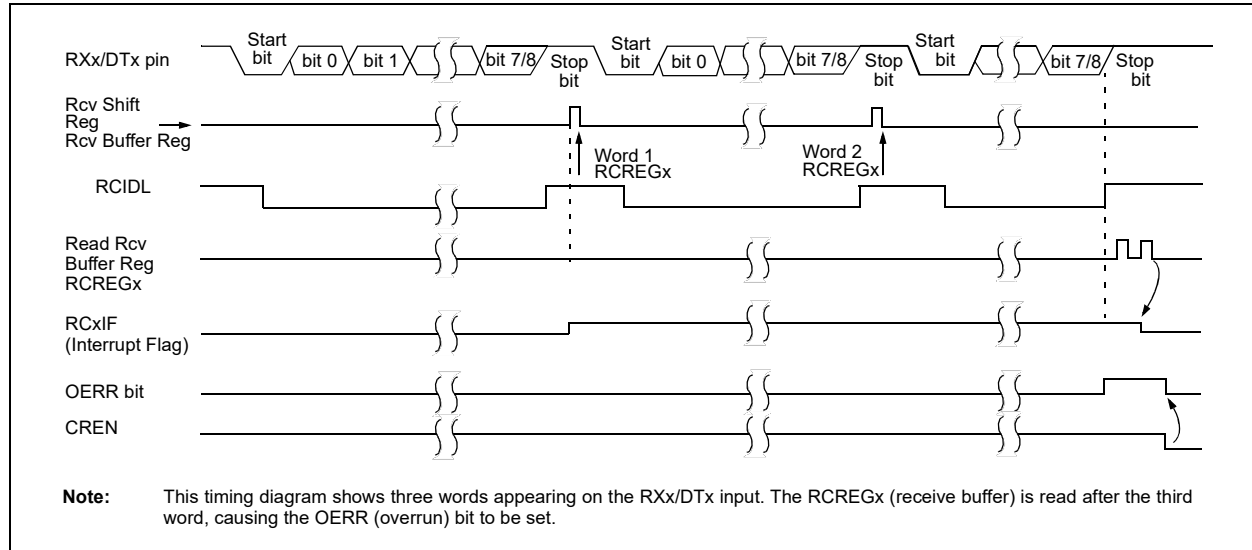 Start bit
bit 0
bit 1
bit 7/8
Stop bit
Start bit
bit 0
bit 7/8
Stop bit
Start bit
bit 7/8
Stop bit
RXx/DTx pin
Rcv Shift
Reg
Rcv Buffer Reg
Word 1
RCREGx
Word 2
RCREGx
RCIDL
Read Rcv
Buffer Reg
RCREGx
RCxIF
(Interrupt Flag)
OERR bit
CREN
Note: This timing diagram shows three words appearing on the RXx/DTx input. The RCREGx (receive buffer) is read after the third
word, causing the OERR (overrun) bit to be set.